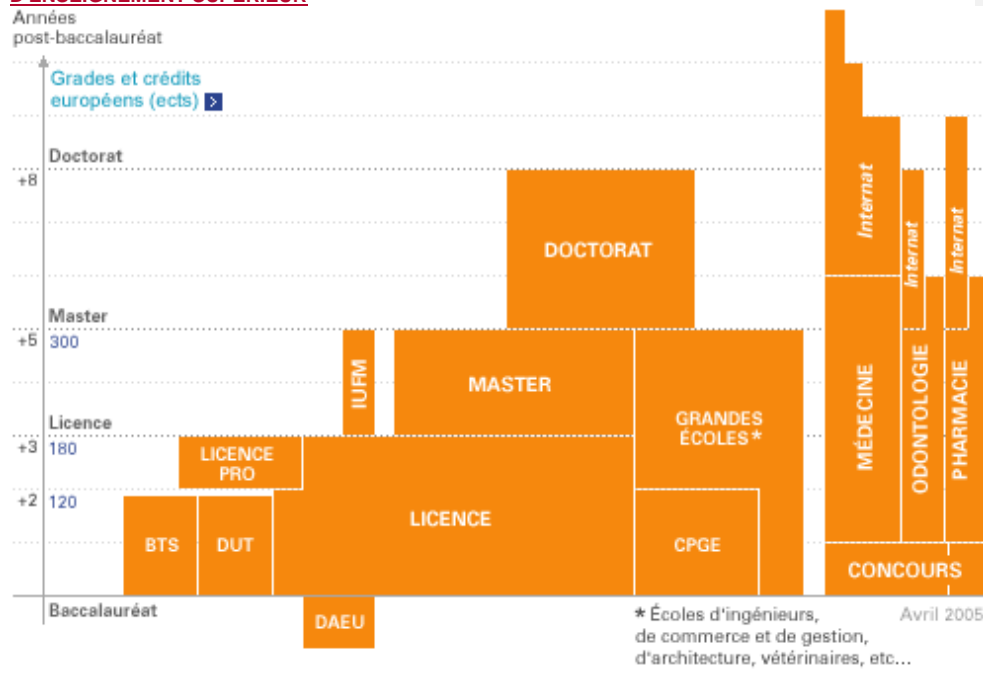 D'ENSEIGNEMENT SUPÉRIEUR
Années
post-baccalauréat
Grades et crédits
européens (ects)
Doctorat
+8
DOCTORAT
Internat
Internat
Internat
Master
+5 300
IUFM
MASTER
GRANDES
ÉCOLES*
MÉDECINE
ODONTOLOGIE
PHARMACIE
Licence
+3 180
LICENCE
PRO
+2 120
LICENCE
BTS
DUT
CPGE
CONCOURS
Baccalauréat
DAEU
* Écoles d'ingénieurs,
de commerce et de gestion,
d'architecture, vétérinaires, etc...
Avril 2005